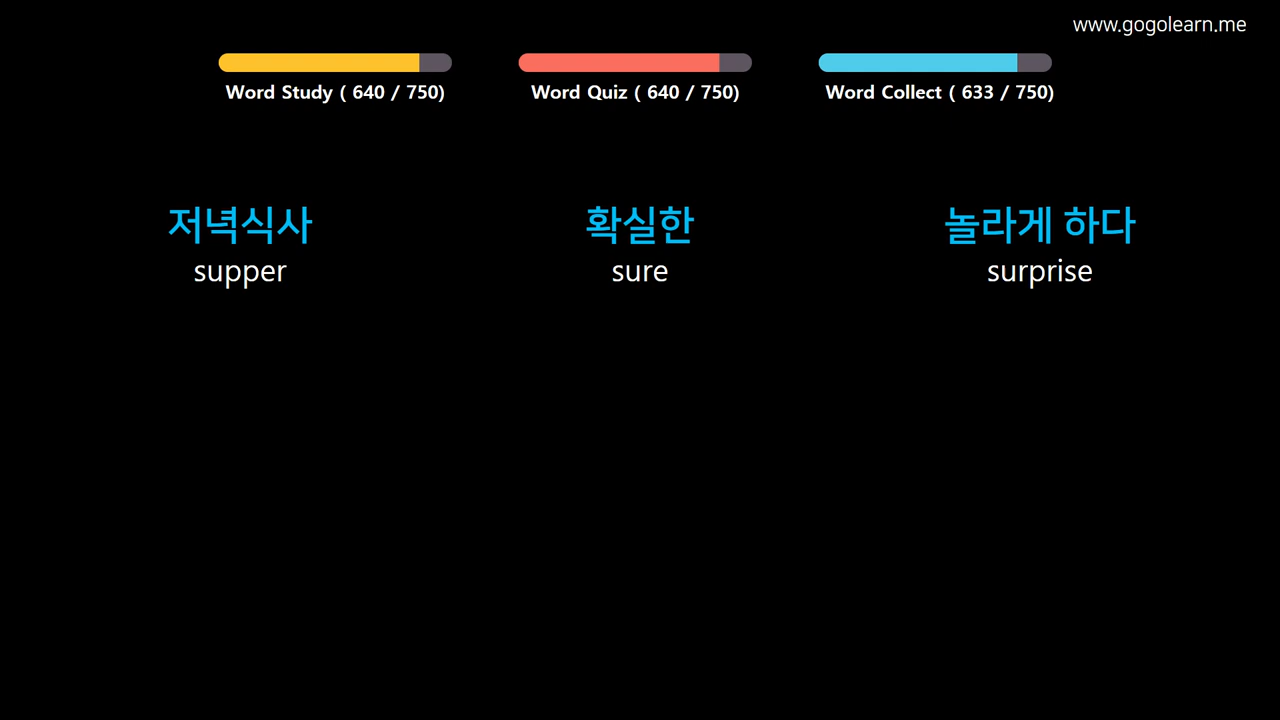 www.gogolearn.me
Word Study ( 640 / 750)
Word Quiz ( 640 / 750)
Word Collect ( 633 / 750)
저녁식사
supper
확실한
sure
놀라게 하다
surprise